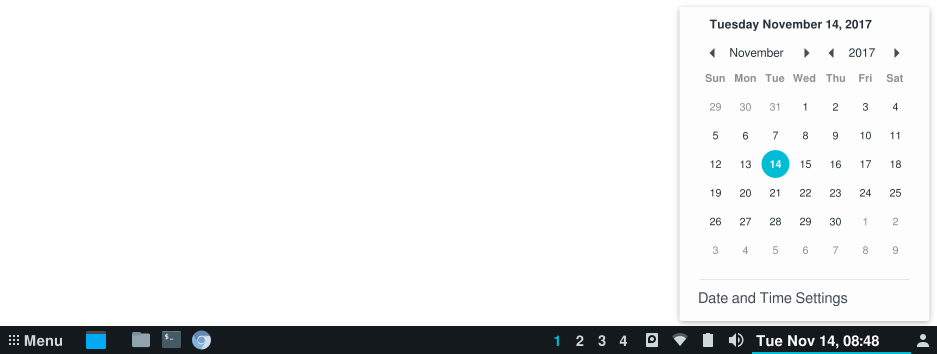 Tuesday November 14, 2017
November 2017
Sun Mon Tue Wed Thu Fri Sat
29 30 31 1 2 3 4
5 6 7 8 9 10 11
12 13 14 15 16 17 18
19 20 21 22 23 24 25
26 27 28 29 30 1 2
3 4 5 6 7 8 9
Date and Time Settings
Menu $- 1 2 3 4 Tue Nov 14, 08:48